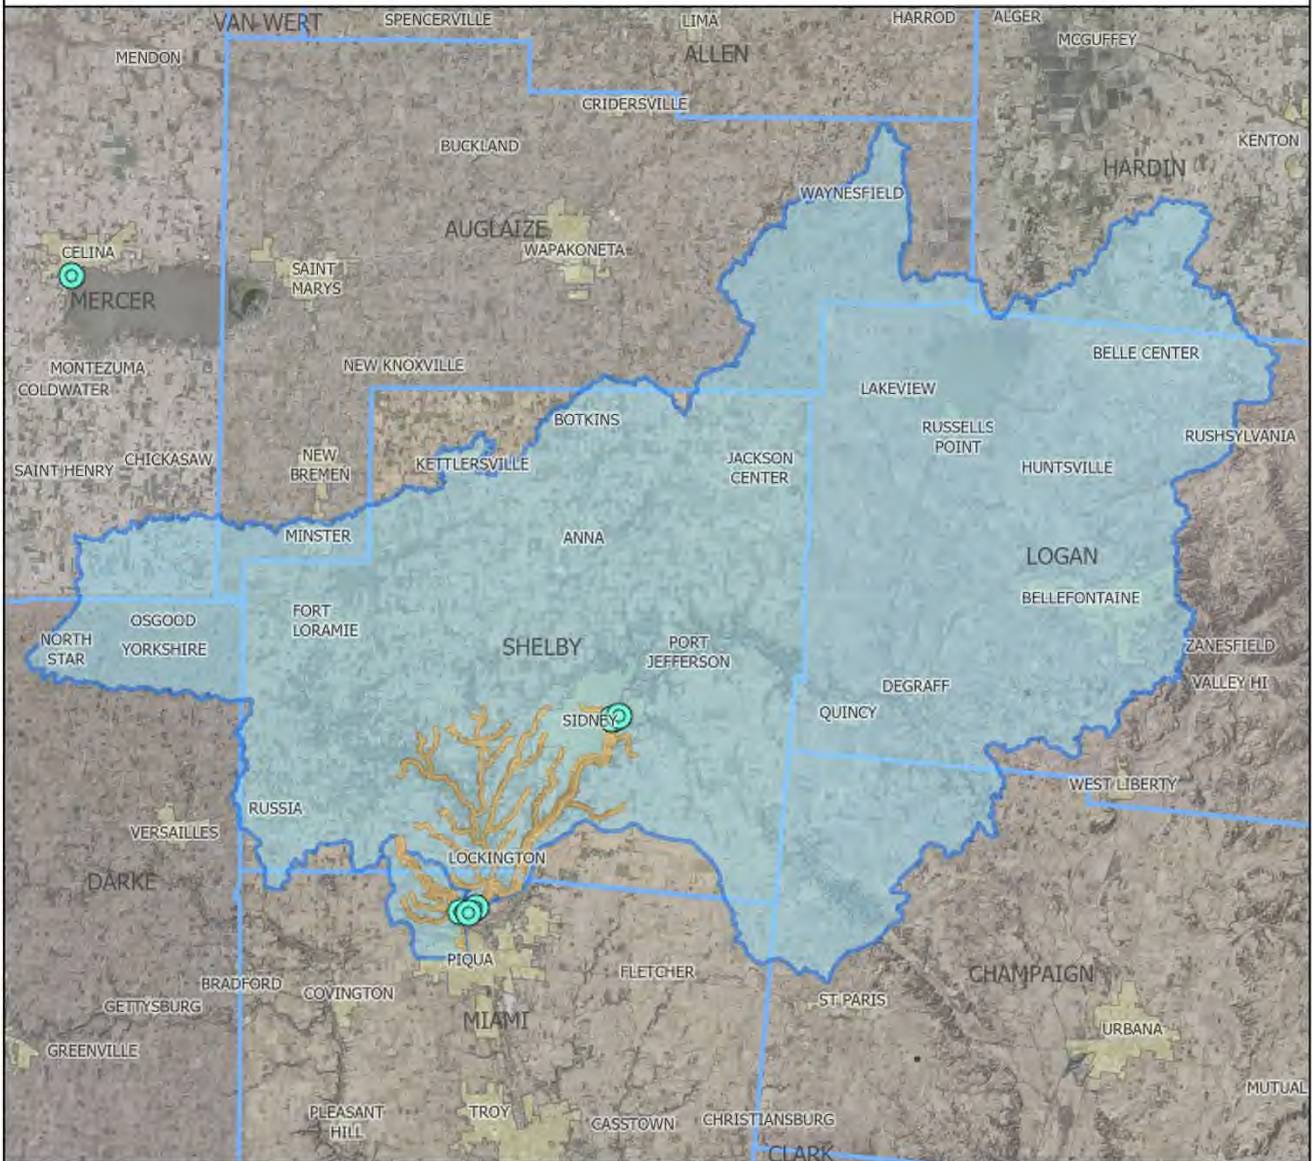 VAN WERT
SPENCERVILLE
LIMA
HARROD
ALGER
MCGUFFEY
MENDON
ALLEN
CRIDERSVILLE
BUCKLAND
KENTON
HARDIN
WAYNESFIELD
AUGLAIZE
WAPAKONETA
CELINA
SAINT
MARYS
MERCER
MONTEZUMA
COLDWATER
NEW KNOXVILLE
BELLE CENTER
LAKEVIEW
BOTKINS
RUSSELLS
POINT
RUSHSYLVANIA
SAINT HENRY
CHICKASAW
NEW
BREMEN
KETTLERSVILLE
JACKSON
CENTER
HUNTSVILLE
MINSTER
ANNA
LOGAN
BELLEFONTAINE
OSGOOD
FORT
LORAMIE
NORTH
STAR
YORKSHIRE
SHELBY
PORT
JEFFERSON
ZANESFIELD
VALLEY HI
DEGRAFF
QUINCY
SIDNEY
WEST LIBERTY
RUSSIA
VERSAILLES
LOCKINGTON
DARKE
PIQUA
FLETCHER
CHAMPAIGN
BRADFORD
COVINGTON
GETTYSBURG
ST PARIS
MIAMI
URBANA
GREENVILLE
MUTUAL
PLEASANT
HILL
TROY
CASSTOWN
CHRISTIANSBURG
CLARK